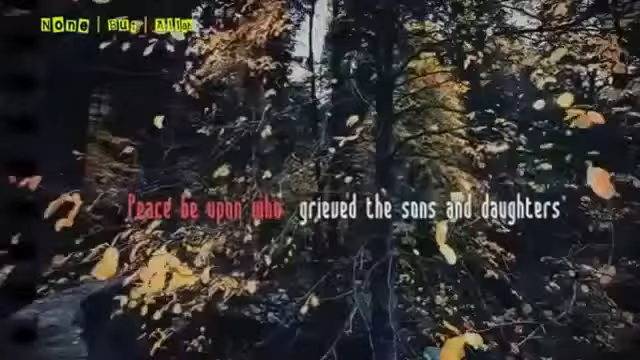 None | But | Allah
Peace be upon who grieved the sons and daughters